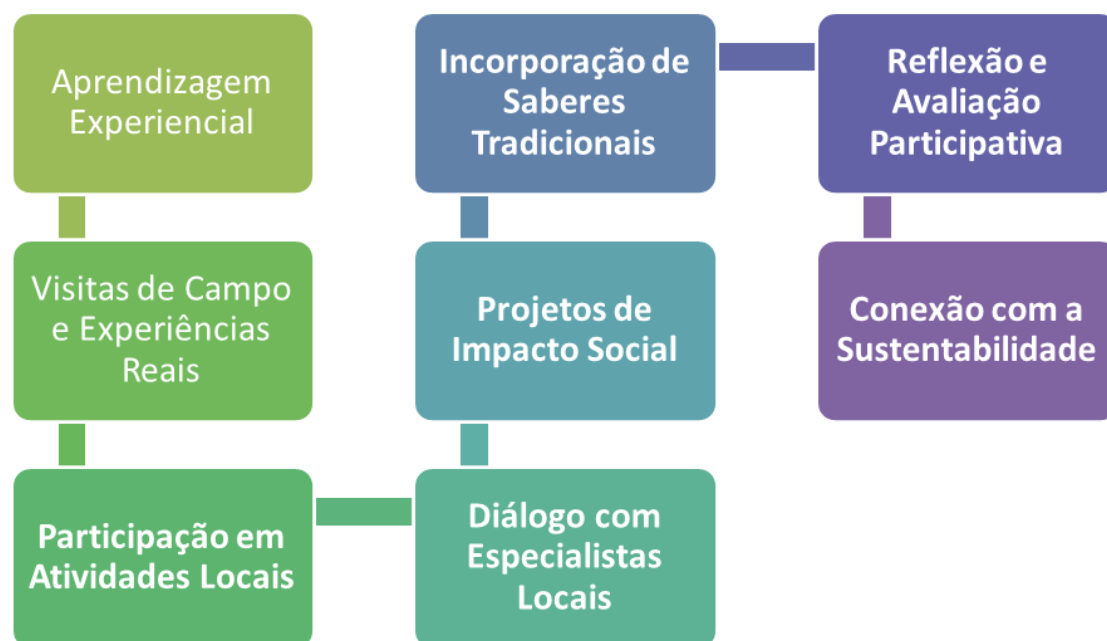 Aprendizagem
Experiencial
Visitas de Campo
e Experiências
Reais
Participação em
Atividades Locais
Diálogo com
Especialistas
Locais
Projetos de
Impacto Social
Incorporação de
Saberes
Tradicionais
Reflexão e
Avaliação
Participativa
Conexão com a
Sustentabilidade